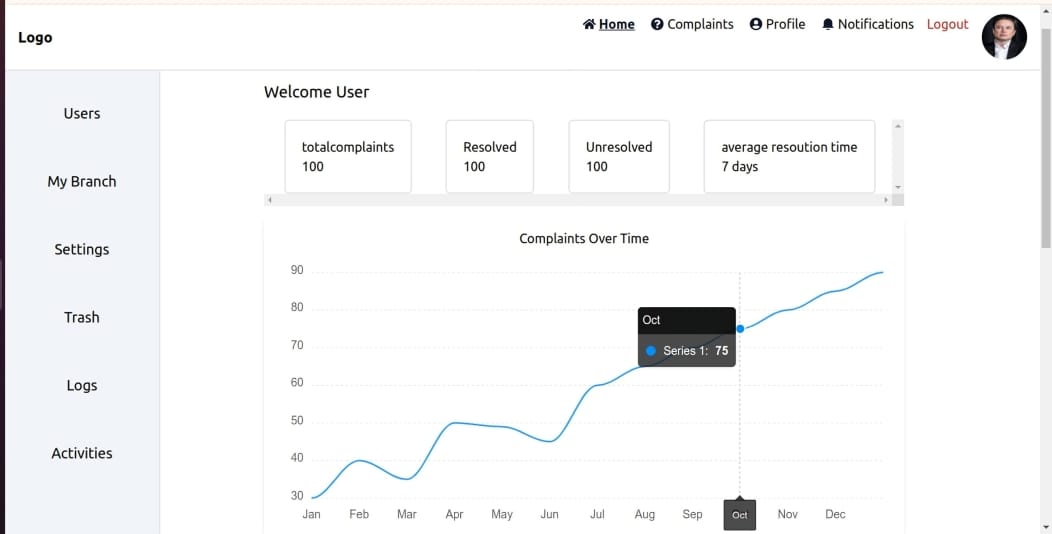 Logo
Home Complaints Profile Notifications Logout
Users
My Branch
Settings
Trash
Logs
Activities
Welcome User
totalcomplaints
100
Resolved
100
Unresolved
100
average resoution time
7 days
Complaints Over Time
90
80
70
60
50
40
30
Oct
Series 1: 75
Jan Feb Mar Apr May Jun Jul Aug Sep Oct Nov Dec